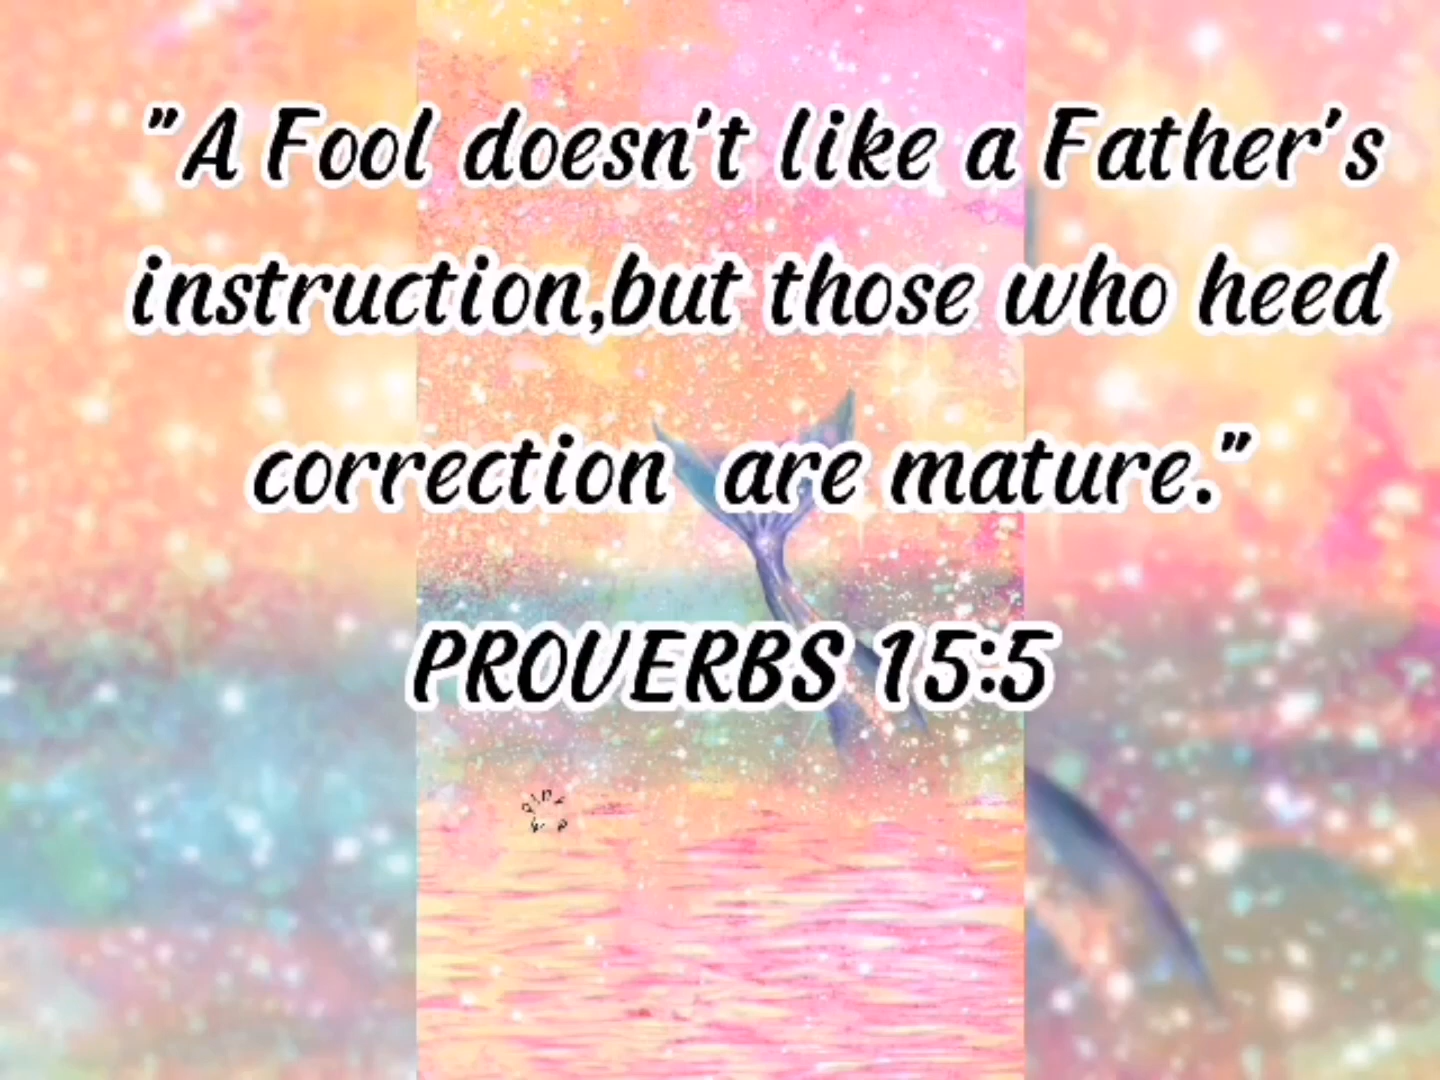 "A Fool doesn't like a Father's
instruction,but those who heed
correction are mature."
PROVERBS 15:5